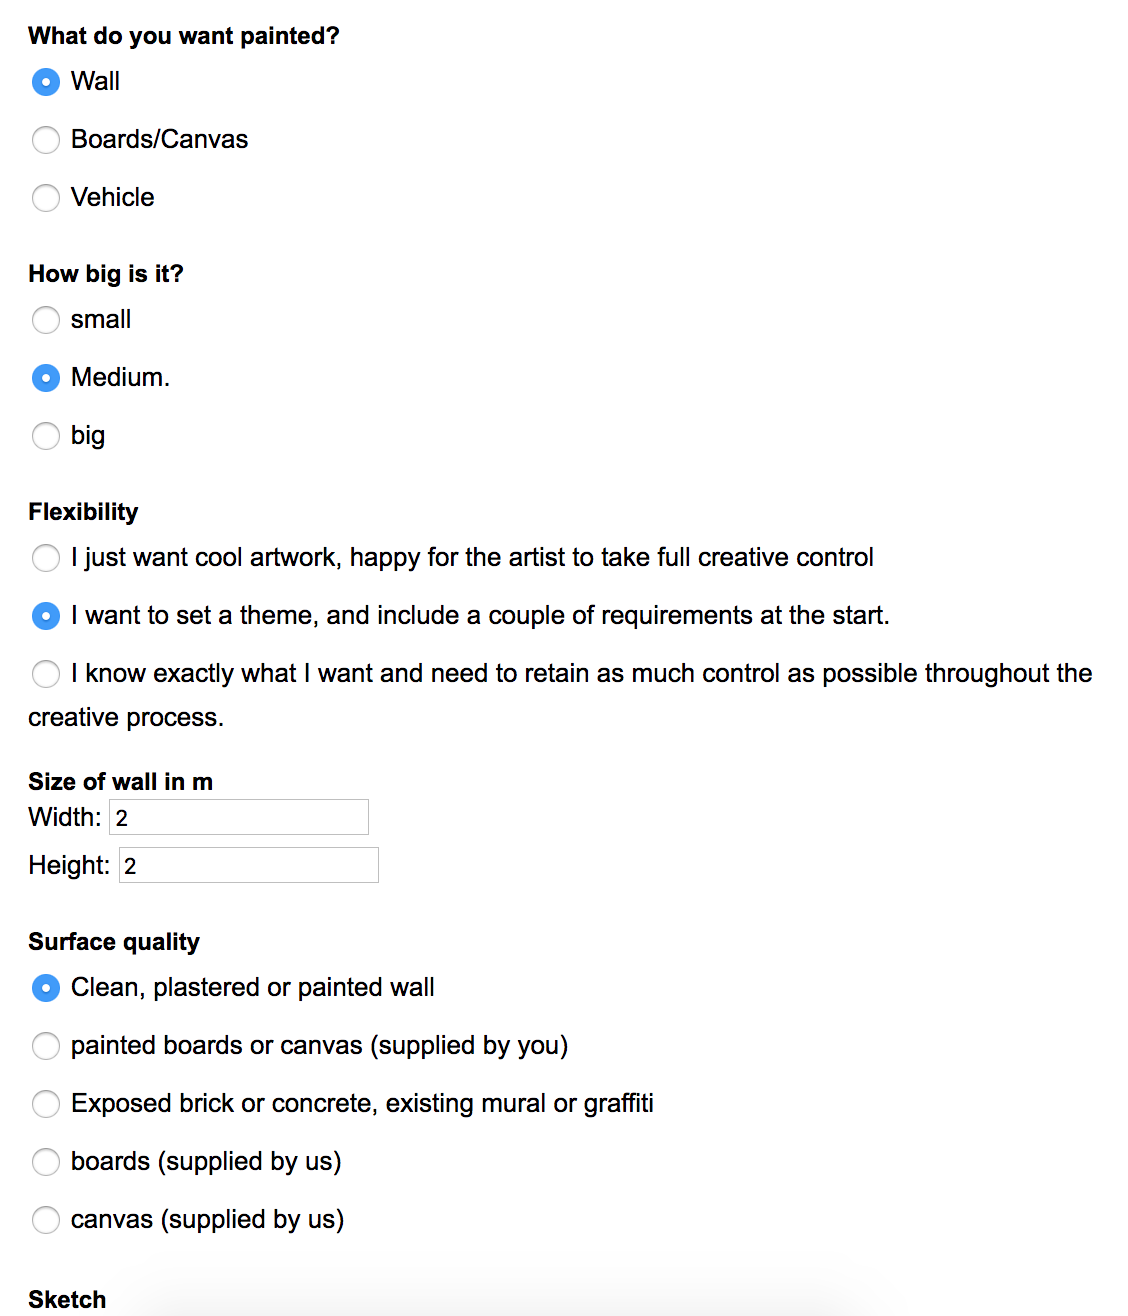 What do you want painted?
Wall
Boards/Canvas
Vehicle
How big is it?
small
Medium.
big
Flexibility
I just want cool artwork, happy for the artist to take full creative control
I want to set a theme, and include a couple of requirements at the start.
I know exactly what I want and need to retain as much control as possible throughout the
creative process.
Size of wall in m
Width: 2
Height: 2
Surface quality
Clean, plastered or painted wall
painted boards or canvas (supplied by you)
Exposed brick or concrete, existing mural or graffiti
boards (supplied by us)
canvas (supplied by us)
Sketch